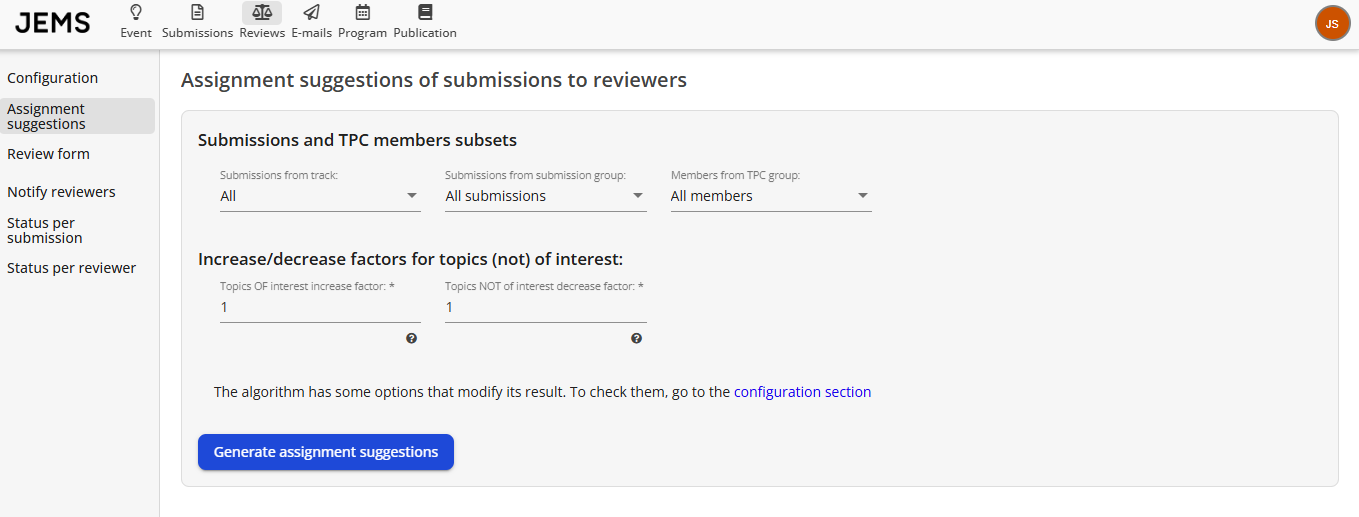 JEMS
Event Submissions Reviews E-mails Program Publication
JS
Configuration
Assignment
suggestions
Review form
Notify reviewers
Status per
submission
Status per reviewer
Assignment suggestions of submissions to reviewers
Submissions and TPC members subsets
Submissions from track: Submissions from submission group: Members from TPC group:
All All submissions All members
Increase/decrease factors for topics (not) of interest:
Topics OF interest increase factor: * Topics NOT of interest decrease factor: *
1 1
? ?
The algorithm has some options that modify its result. To check them, go to the configuration section
Generate assignment suggestions